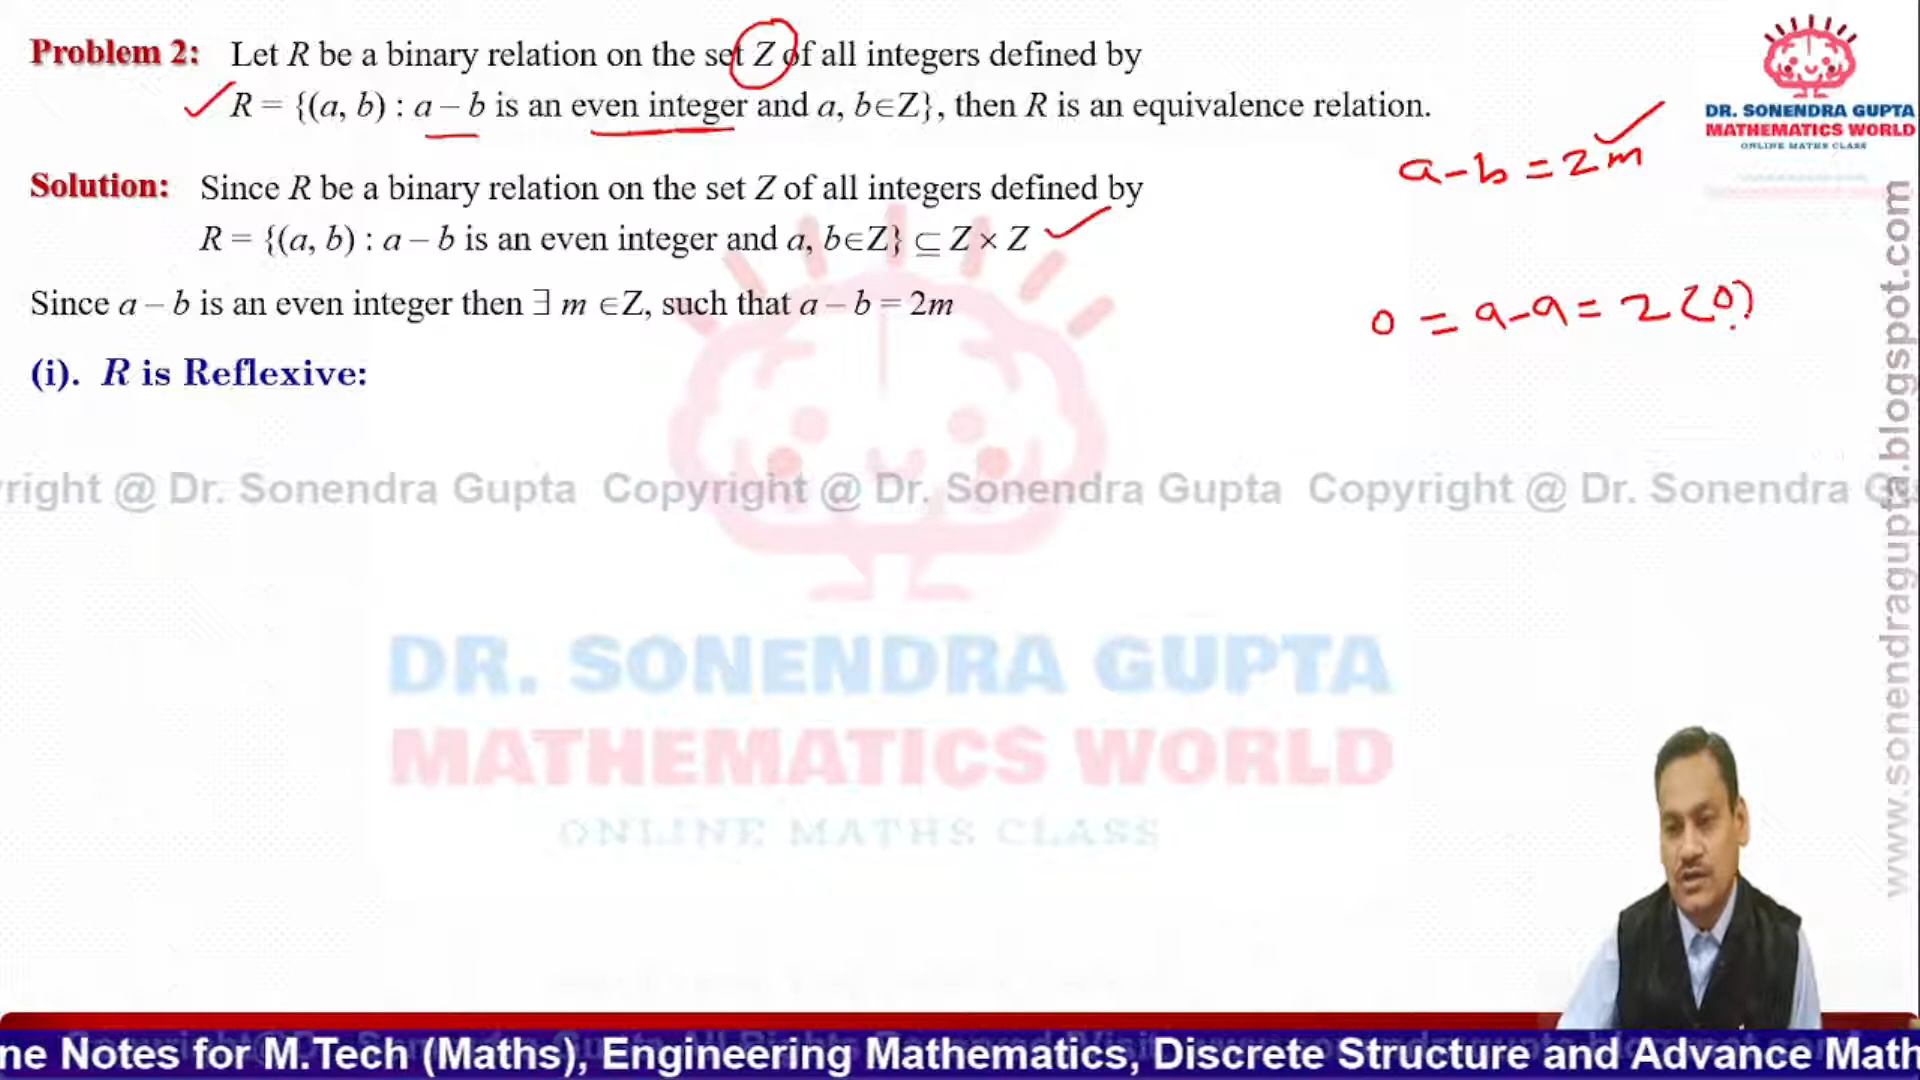 Problem 2: Let R be a binary relation on the set Z of all integers defined by
R = {(a, b) : a – b is an even integer and a, b∈Z}, then R is an equivalence relation.
DR. SONENDRA GUPTA
MATHEMATICS WORLD
ONLINE MATHS CLASS
a-b = 2m
Solution: Since R be a binary relation on the set Z of all integers defined by
R = {(a, b) : a – b is an even integer and a, b∈Z} ⊆ Z × Z
Since a – b is an even integer then ∃ m ∈Z, such that a – b = 2m
0 = a-a = 2(0)
(i). R is Reflexive:
right @ Dr. Sonendra Gupta Copyright @ Dr. Sonendra Gupta Copyright @ Dr. Sonendra G
www.sonendragupta.blogspot.com
DR. SONENDRA GUPTA
MATHEMATICS WORLD
ONLINE MATHS CLASS
ne Notes for M.Tech (Maths), Engineering Mathematics, Discrete Structure and Advance Math